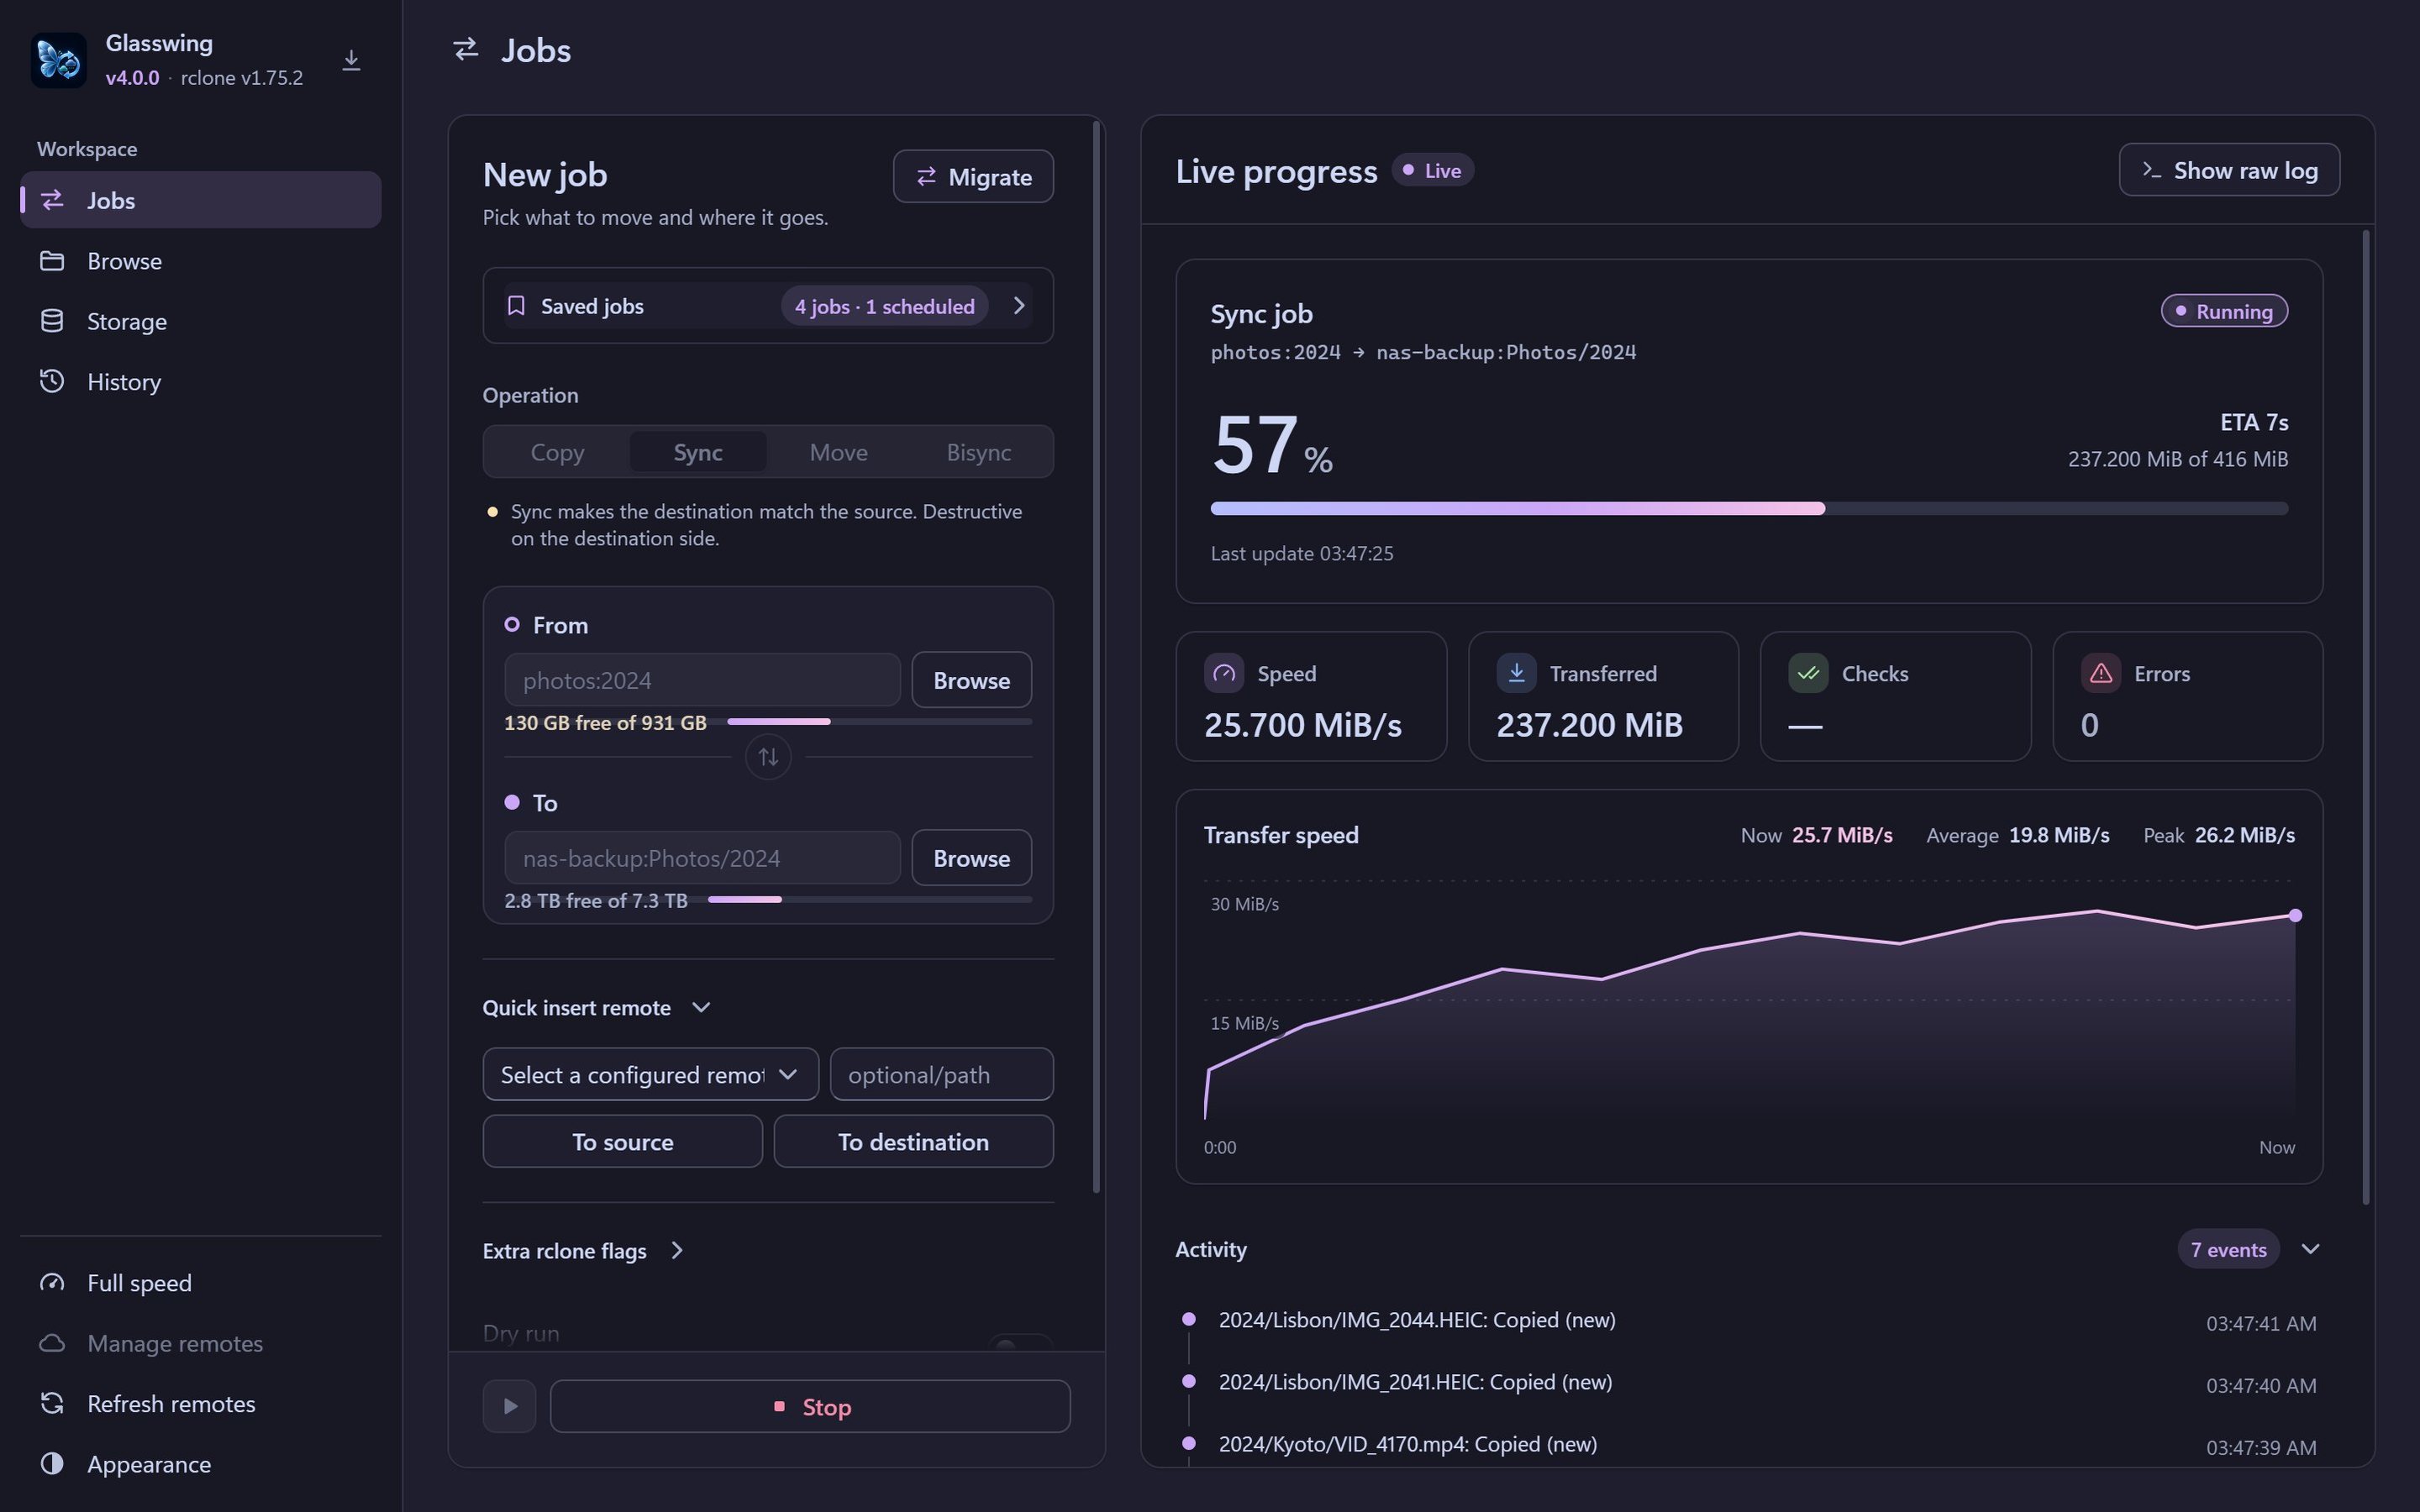 Glasswing
v4.0.0 · rclone v1.75.2
Workspace
Jobs
Browse
Storage
History
Full speed
Manage remotes
Refresh remotes
Appearance
Jobs
New job
Migrate
Pick what to move and where it goes.
Saved jobs
4 jobs · 1 scheduled
Operation
Copy
Sync
Move
Bisync
Sync makes the destination match the source. Destructive
on the destination side.
From
photos:2024
Browse
130 GB free of 931 GB
To
nas-backup:Photos/2024
Browse
2.8 TB free of 7.3 TB
Quick insert remote
Select a configured remot
optional/path
To source
To destination
Extra rclone flags
Dry run
Stop
Live progress
Live
Show raw log
Sync job
Running
photos:2024 → nas-backup:Photos/2024
57%
ETA 7s
237.200 MiB of 416 MiB
Last update 03:47:25
Speed
25.700 MiB/s
Transferred
237.200 MiB
Checks
—
Errors
0
Transfer speed
Now 25.7 MiB/s
Average 19.8 MiB/s
Peak 26.2 MiB/s
30 MiB/s
15 MiB/s
0:00
Now
Activity
7 events
2024/Lisbon/IMG_2044.HEIC: Copied (new)
03:47:41 AM
2024/Lisbon/IMG_2041.HEIC: Copied (new)
03:47:40 AM
2024/Kyoto/VID_4170.mp4: Copied (new)
03:47:39 AM